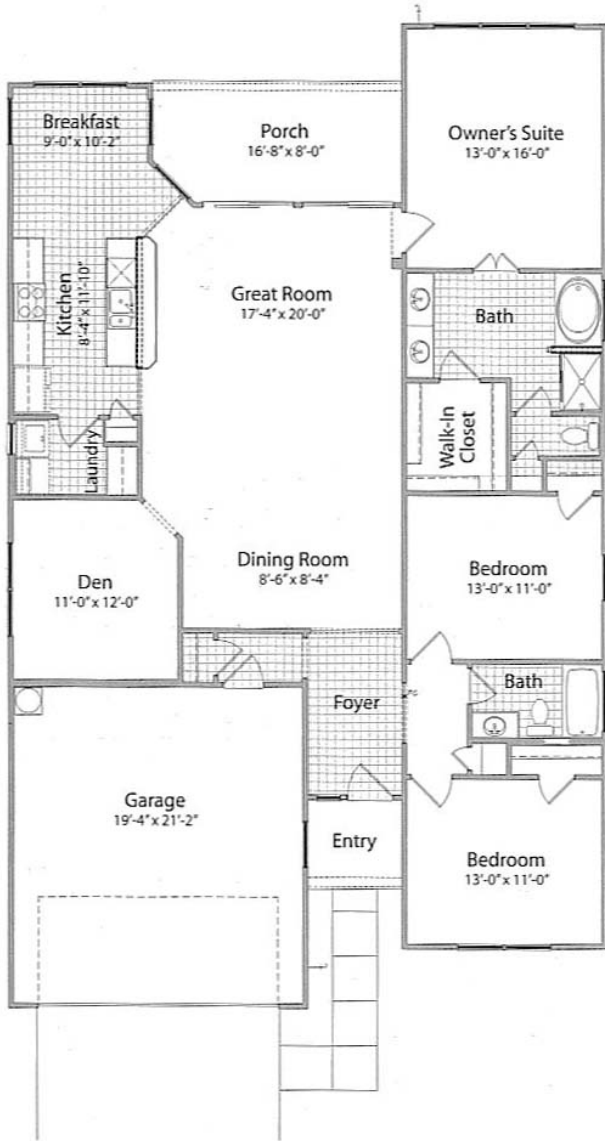 Breakfast
9'-0" x 10'-2"
Porch
16'-8" x 8'-0"
Owner's Suite
13'-0" x 16'-0"
Kitchen
8'-4" x 11'-10"
Great Room
17'-4" x 20'-0"
Bath
Walk-In
Closet
Laundry
Den
11'-0" x 12'-0"
Dining Room
8'-6" x 8'-4"
Bedroom
13'-0" x 11'-0"
Foyer
Bath
Garage
19'-4" x 21'-2"
Entry
Bedroom
13'-0" x 11'-0"